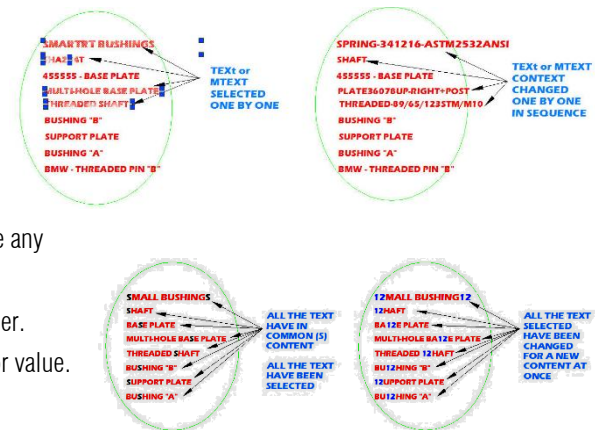 SMARTRT BUSHINGS
455555 - BASE PLATE
MULTI-HOLE BASE PLATE
THREADED SHAFT
BUSHING "B"
SUPPORT PLATE
BUSHING "A"
BMW - THREADED PIN "B"
TEXt or
MTEXT
SELECTED
ONE BY ONE
SPRING-341216-ASTM2532ANSI
SHAFT
455555 - BASE PLATE
PLATE36078UP-RIGHT+POST
THREADED-89/65/123STM/M10
BUSHING "B"
SUPPORT PLATE
BUSHING "A"
BMW - THREADED PIN "B"
TEXt or MTEXT
CONTEXT
CHANGED
ONE BY ONE
IN SEQUENCE
e any
er.
or value.
SMALL BUSHINGS
SHAFT
BASE PLATE
MULTI-HOLE BASE PLATE
THREADED SHAFT
BUSHING "B"
SUPPORT PLATE
BUSHING "A"
ALL THE TEXT
HAVE IN
COMMON (S)
CONTENT
ALL THE TEXT
HAVE BEEN
SELECTED
12MALL BUSHING12
12HAFT
BA12E PLATE
MULTI-HOLE BA12E PLATE
THREADED 12HAFT
BU12HING "B"
12UPPORT PLATE
BU12HING "A"
ALL THE TEXT
SELECTED
HAVE BEEN
CHANGED
FOR A NEW
CONTENT AT
ONCE